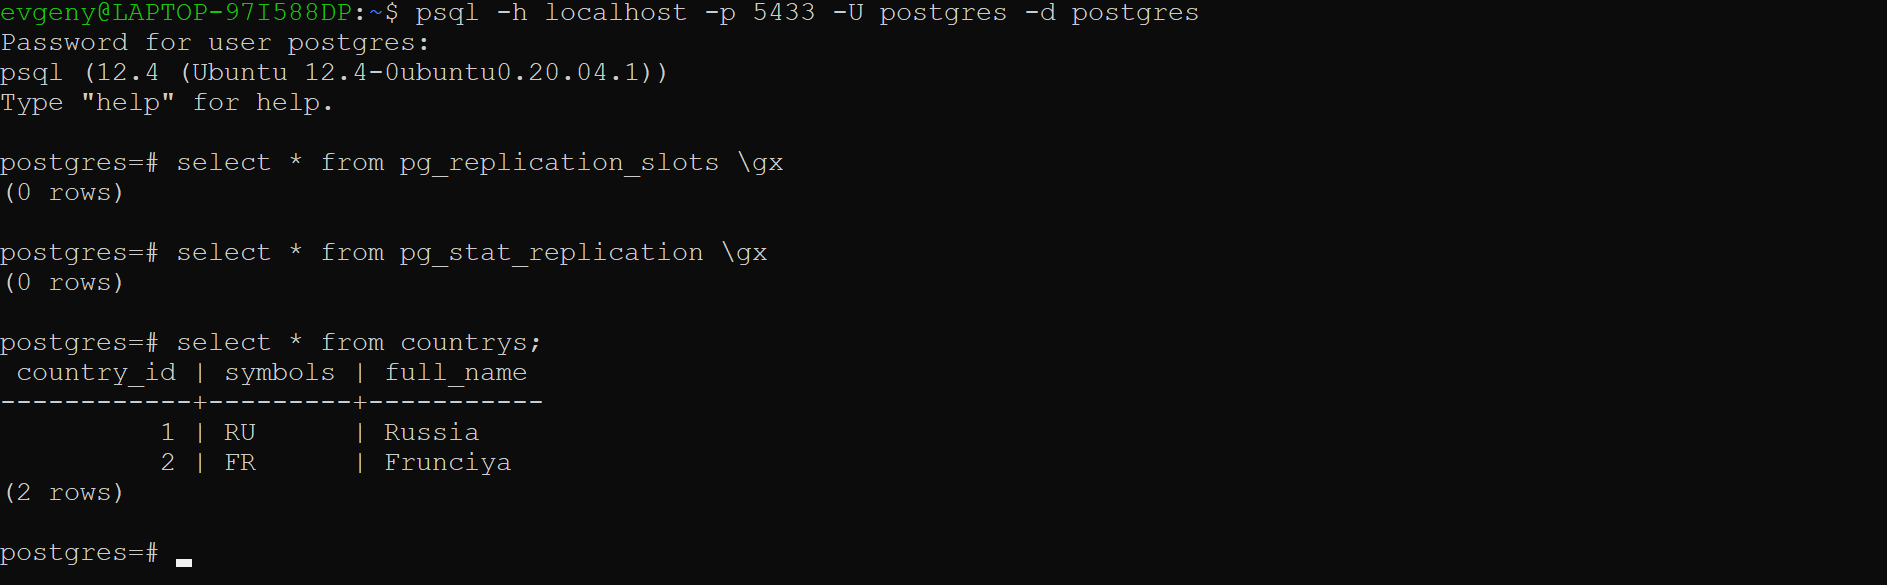 evgeny@LAPTOP-97I588DP:~$ psql -h localhost -p 5433 -U postgres -d postgres
Password for user postgres:
psql (12.4 (Ubuntu 12.4-0ubuntu0.20.04.1))
Type "help" for help.
postgres=# select * from pg_replication_slots \gx
(0 rows)
postgres=# select * from pg_stat_replication \gx
(0 rows)
postgres=# select * from countrys;
 country_id | symbols | full_name
------------+---------+-----------
          1 | RU      | Russia
          2 | FR      | Frunciya
(2 rows)
postgres=#